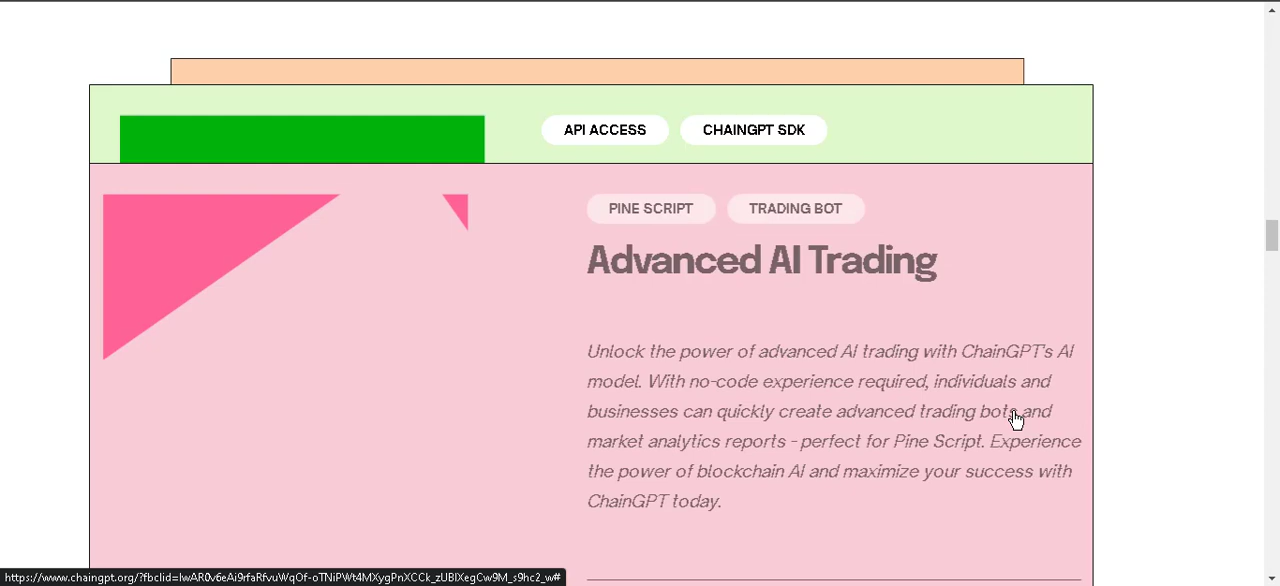 API ACCESS CHAINGPT SDK
PINE SCRIPT TRADING BOT
Advanced AI Trading
Unlock the power of advanced AI trading with ChainGPT's AI
model. With no-code experience required, individuals and
businesses can quickly create advanced trading bots and
market analytics reports - perfect for Pine Script. Experience
the power of blockchain AI and maximize your success with
ChainGPT today.
https://www.chaingpt.org/?fbclid=IwAR0v6eAi9rfaRfvuWqOf-oTNiPWt4MXygPnXCCk_zUBlXegCw9M_s9hc2_w#